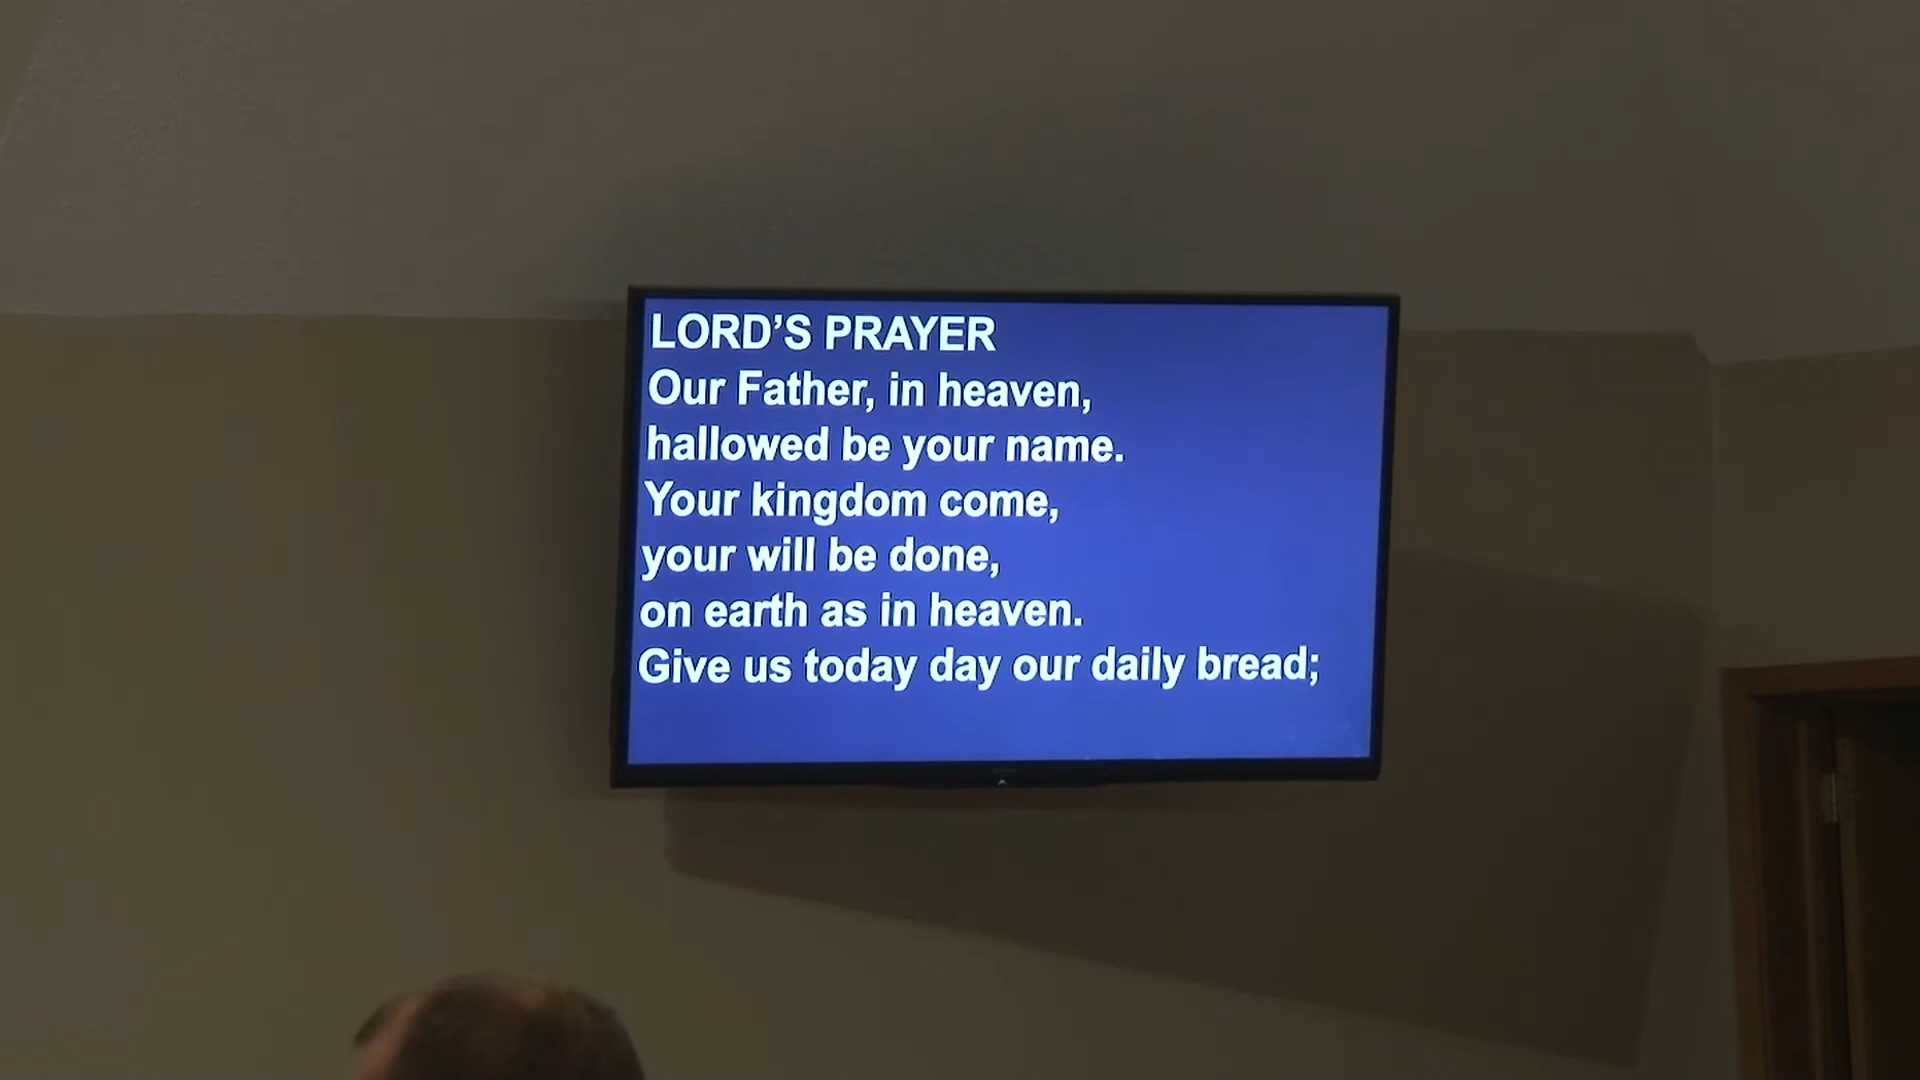 LORD’S PRAYER
Our Father, in heaven,
hallowed be your name.
Your kingdom come,
your will be done,
on earth as in heaven.
Give us today day our daily bread;